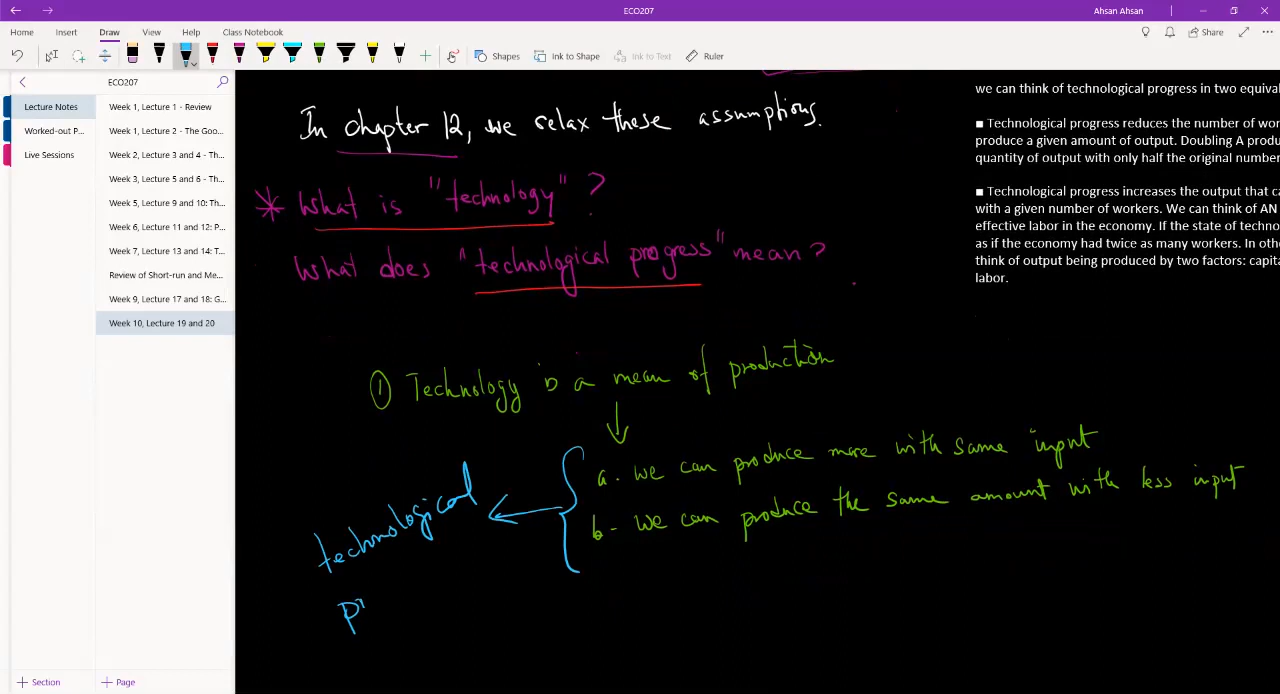 ECO207
Ahsan Ahsan
Home Insert Draw View Help Class Notebook
Share
Shapes Ink to Shape Ink to Text Ruler
ECO207
Lecture Notes
Worked-out P...
Live Sessions
Week 1, Lecture 1 - Review
Week 1, Lecture 2 - The Goo...
Week 2, Lecture 3 and 4 - Th...
Week 3, Lecture 5 and 6 - Th...
Week 5, Lecture 9 and 10: Th...
Week 6, Lecture 11 and 12: P...
Week 7, Lecture 13 and 14: T...
Review of Short-run and Me...
Week 9, Lecture 17 and 18: G...
Week 10, Lecture 19 and 20
+ Section
+ Page
In chapter 12, we relax these assumptions.
* What is "technology" ?
What does "technological progress" mean?
① Technology is a mean of production
a. we can produce more with same input
b- we can produce the same amount with less input
technological
pr
we can think of technological progress in two equival
■ Technological progress reduces the number of wor
produce a given amount of output. Doubling A produ
quantity of output with only half the original number
■ Technological progress increases the output that ca
with a given number of workers. We can think of AN
effective labor in the economy. If the state of techno
as if the economy had twice as many workers. In othe
think of output being produced by two factors: capita
labor.